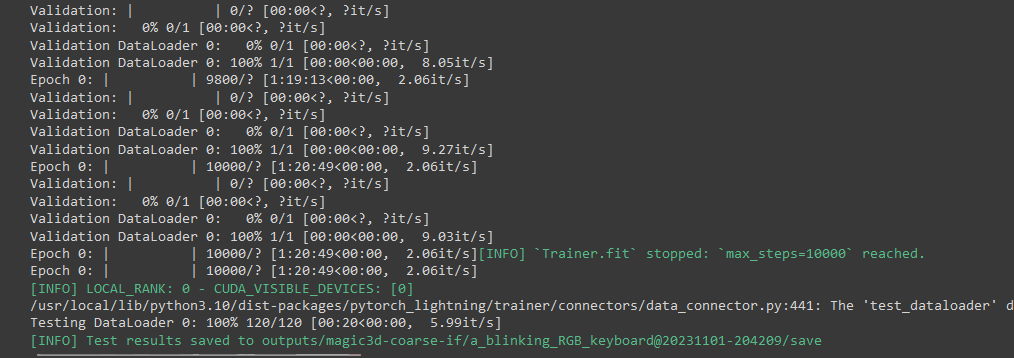 Validation: |          | 0/? [00:00<?, ?it/s]
Validation:   0% 0/1 [00:00<?, ?it/s]
Validation DataLoader 0:   0% 0/1 [00:00<?, ?it/s]
Validation DataLoader 0: 100% 1/1 [00:00<00:00,  8.05it/s]
Epoch 0: |          | 9800/? [1:19:13<00:00,  2.06it/s]
Validation: |          | 0/? [00:00<?, ?it/s]
Validation:   0% 0/1 [00:00<?, ?it/s]
Validation DataLoader 0:   0% 0/1 [00:00<?, ?it/s]
Validation DataLoader 0: 100% 1/1 [00:00<00:00,  9.27it/s]
Epoch 0: |          | 10000/? [1:20:49<00:00,  2.06it/s]
Validation: |          | 0/? [00:00<?, ?it/s]
Validation:   0% 0/1 [00:00<?, ?it/s]
Validation DataLoader 0:   0% 0/1 [00:00<?, ?it/s]
Validation DataLoader 0: 100% 1/1 [00:00<00:00,  9.03it/s]
Epoch 0: |          | 10000/? [1:20:49<00:00,  2.06it/s][INFO] `Trainer.fit` stopped: `max_steps=10000` reached.
Epoch 0: |          | 10000/? [1:20:49<00:00,  2.06it/s]
[INFO] LOCAL_RANK: 0 - CUDA_VISIBLE_DEVICES: [0]
/usr/local/lib/python3.10/dist-packages/pytorch_lightning/trainer/connectors/data_connector.py:441: The 'test_dataloader' d
Testing DataLoader 0: 100% 120/120 [00:20<00:00,  5.99it/s]
[INFO] Test results saved to outputs/magic3d-coarse-if/a_blinking_RGB_keyboard@20231101-204209/save